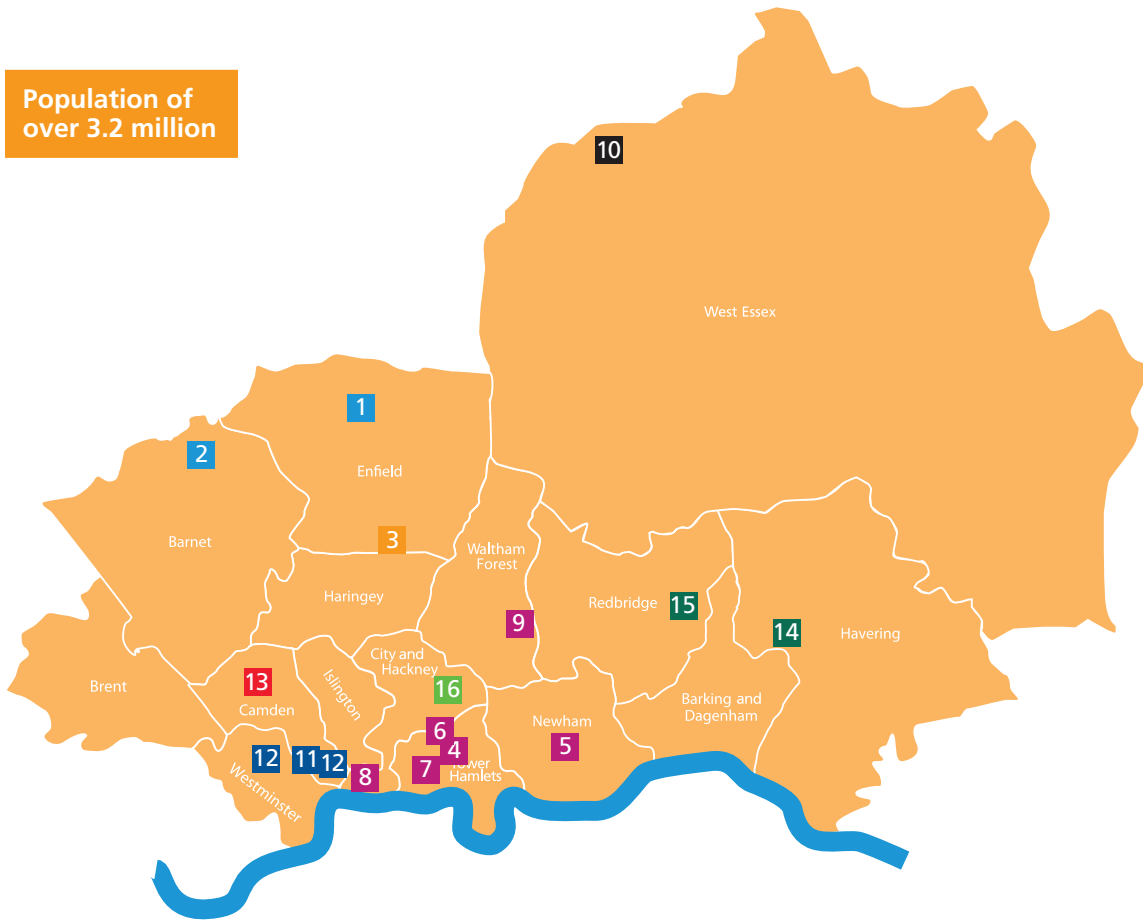 Population of
over 3.2 million
10
West Essex
1
2
Enfield
3
Barnet
Waltham
Forest
Haringey
Redbridge
15
9
14
Havering
City and
Hackney
Islington
Brent
13
Camden
16
Barking and
Dagenham
Newham
6
4
5
12
11
12
7
8
Tower
Hamlets
Westminster